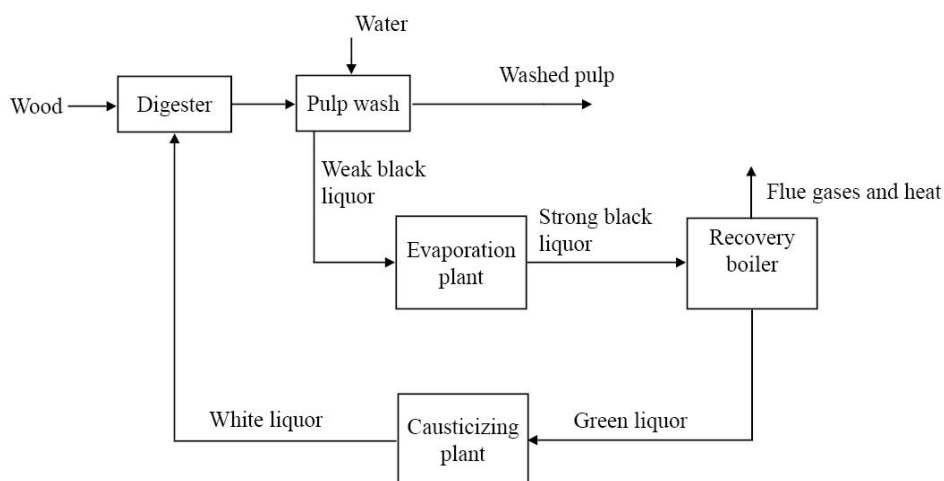 Water
Washed pulp
Wood
Digester
Pulp wash
Weak black
liquor
Flue gases and heat
Strong black
liquor
Evaporation
plant
Recovery
boiler
White liquor
Causticizing
plant
Green liquor